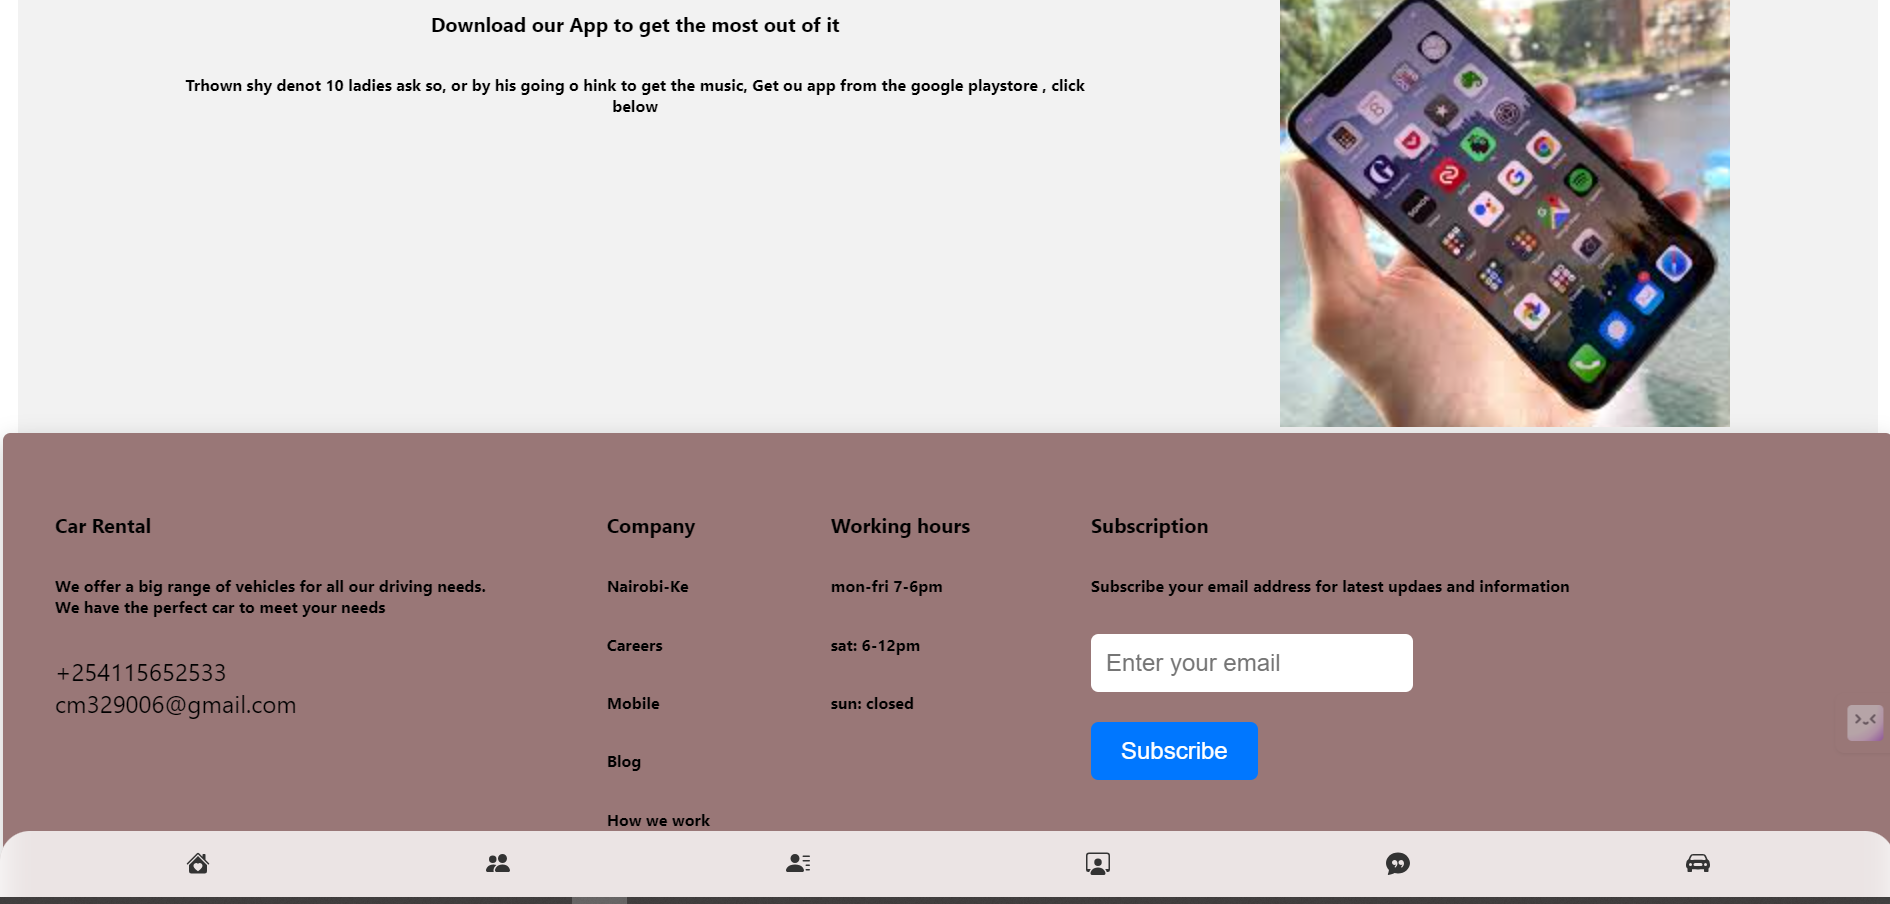 Download our App to get the most out of it
Trhown shy denot 10 ladies ask so, or by his going o hink to get the music, Get ou app from the google playstore , click
below
Car Rental
We offer a big range of vehicles for all our driving needs.
We have the perfect car to meet your needs
+254115652533
cm329006@gmail.com
Company
Nairobi-Ke
Careers
Mobile
Blog
How we work
Working hours
mon-fri 7-6pm
sat: 6-12pm
sun: closed
Subscription
Subscribe your email address for latest updaes and information
Enter your email
Subscribe
SONOS